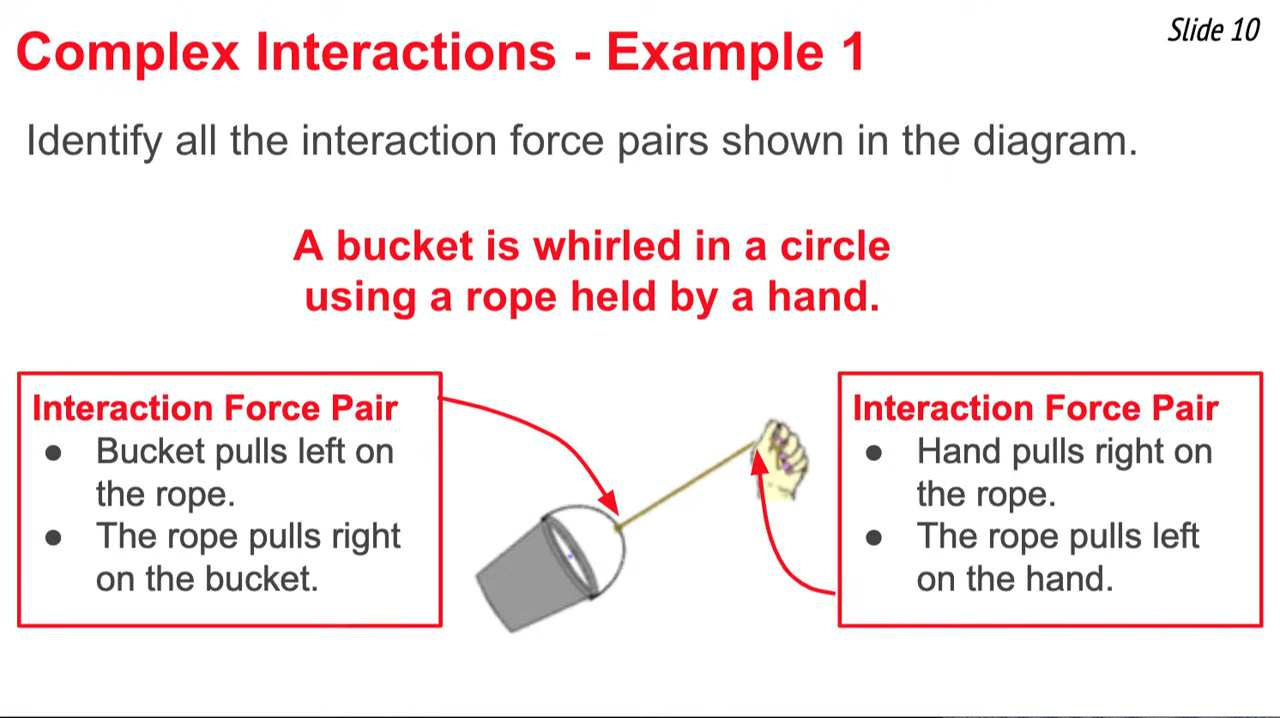 Slide 10
Complex Interactions - Example 1
Identify all the interaction force pairs shown in the diagram.
A bucket is whirled in a circle
using a rope held by a hand.
Interaction Force Pair
● Bucket pulls left on
the rope.
● The rope pulls right
on the bucket.
Interaction Force Pair
● Hand pulls right on
the rope.
● The rope pulls left
on the hand.